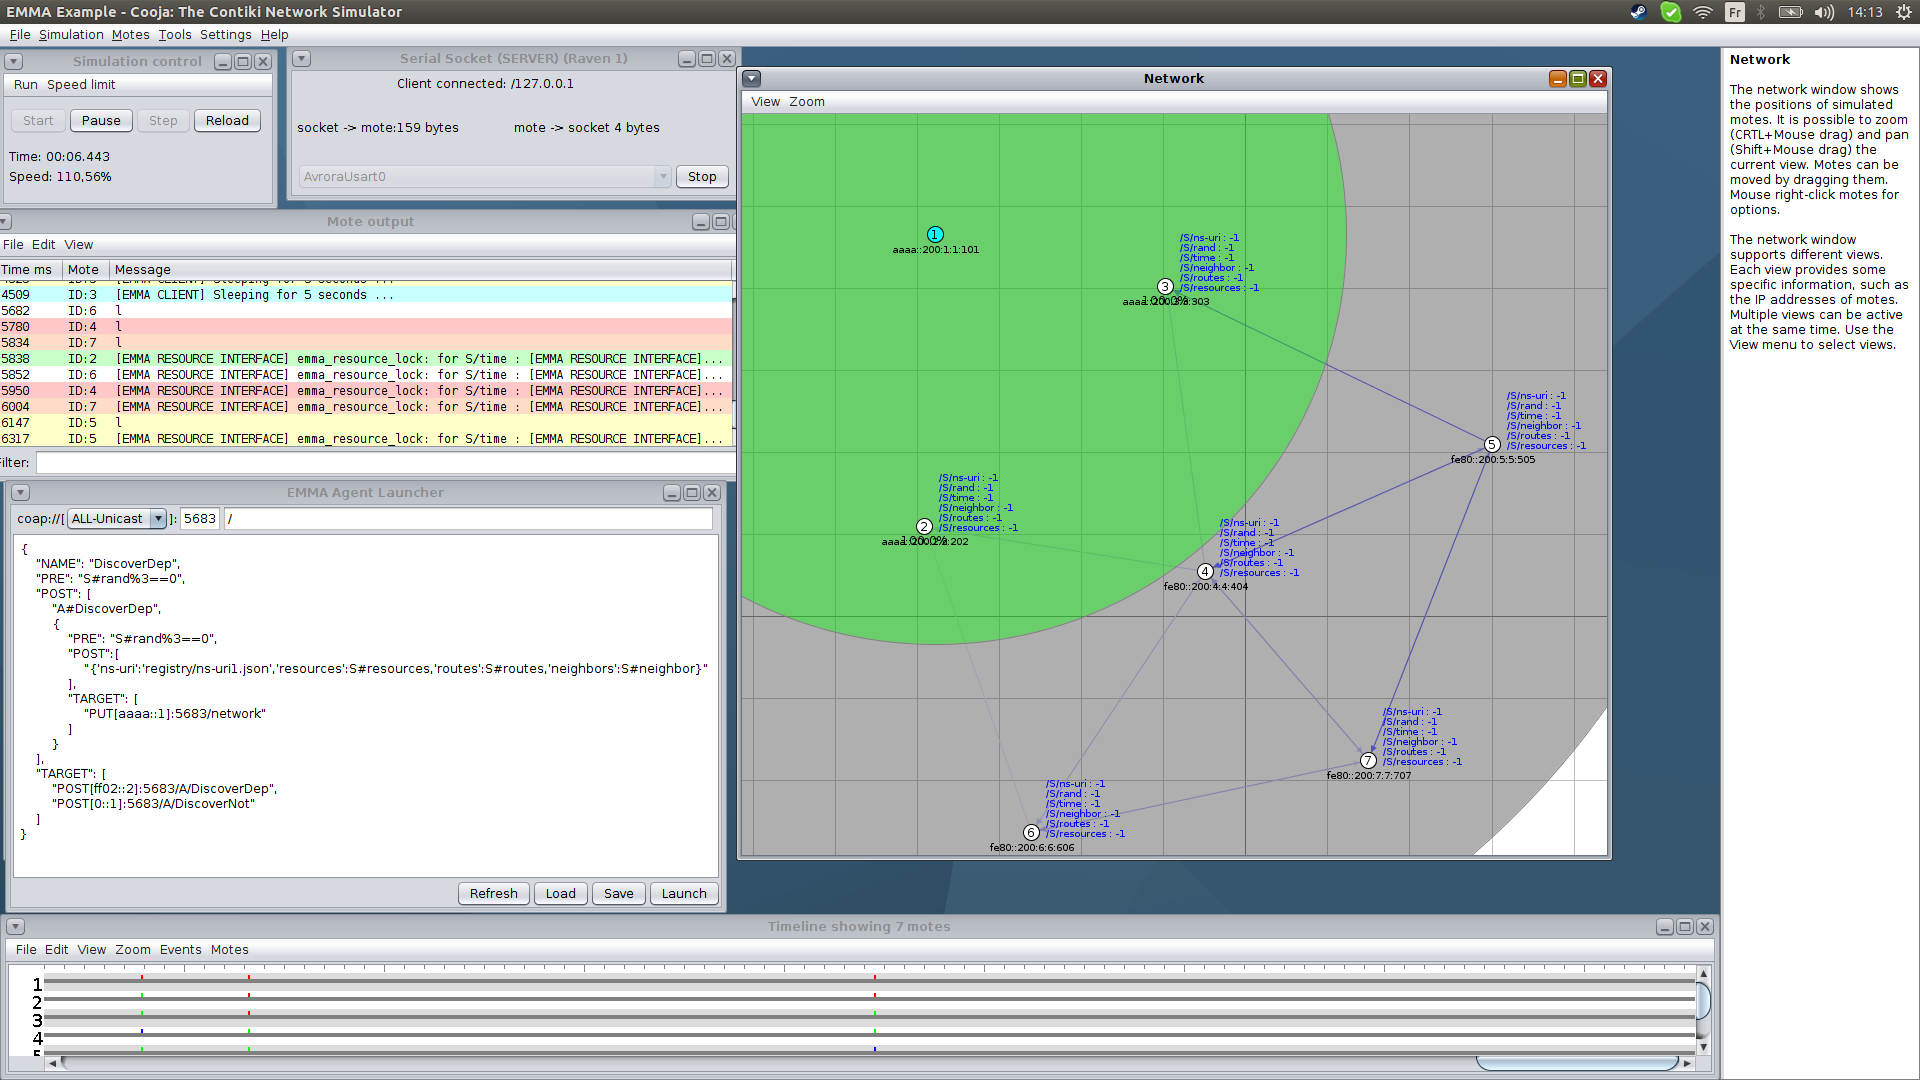 EMMA Example - Cooja: The Contiki Network Simulator
Fr
14:13
File Simulation Motes Tools Settings Help
Simulation control
Run Speed limit
Start Pause Step Reload
Time: 00:06.443
Speed: 110,56%
Serial Socket (SERVER) (Raven 1)
Client connected: /127.0.0.1
socket -> mote:159 bytes mote -> socket 4 bytes
AvroraUsart0 Stop
Mote output
File Edit View
Time ms Mote Message
4509 ID:3 [EMMA CLIENT] Sleeping for 5 seconds ...
5682 ID:6 l
5780 ID:4 l
5834 ID:7 l
5838 ID:2 [EMMA RESOURCE INTERFACE] emma_resource_lock: for S/time : [EMMA RESOURCE INTERFACE]...
5852 ID:6 [EMMA RESOURCE INTERFACE] emma_resource_lock: for S/time : [EMMA RESOURCE INTERFACE]...
5950 ID:4 [EMMA RESOURCE INTERFACE] emma_resource_lock: for S/time : [EMMA RESOURCE INTERFACE]...
6004 ID:7 [EMMA RESOURCE INTERFACE] emma_resource_lock: for S/time : [EMMA RESOURCE INTERFACE]...
6147 ID:5 l
6317 ID:5 [EMMA RESOURCE INTERFACE] emma_resource_lock: for S/time : [EMMA RESOURCE INTERFACE]...
Filter:
EMMA Agent Launcher
coap://[ ALL-Unicast ]: 5683 /
{
"NAME": "DiscoverDep",
"PRE": "S#rand%3==0",
"POST": [
"A#DiscoverDep",
{
"PRE": "S#rand%3==0",
"POST":[
"{'ns-uri':'registry/ns-uri1.json','resources':S#resources,'routes':S#routes,'neighbors':S#neighbor}"
],
"TARGET": [
"PUT[aaaa::1]:5683/network"
]
}
],
"TARGET": [
"POST[ff02::2]:5683/A/DiscoverDep",
"POST[0::1]:5683/A/DiscoverNot"
]
}
Refresh Load Save Launch
Network
View Zoom
1
aaaa::200:1:1:101
/S/ns-uri : -1
/S/rand : -1
/S/time : -1
/S/neighbor : -1
/S/routes : -1
/S/resources : -1
3
100.0%
/S/ns-uri : -1
/S/rand : -1
/S/time : -1
/S/neighbor : -1
/S/routes : -1
/S/resources : -1
5
fe80::200:5:5:505
/S/ns-uri : -1
/S/rand : -1
/S/time : -1
/S/neighbor : -1
/S/routes : -1
/S/resources : -1
2
100.0%
/S/ns-uri : -1
/S/rand : -1
/S/time : -1
/S/neighbor : -1
/S/routes : -1
/S/resources : -1
4
fe80::200:4:4:404
/S/ns-uri : -1
/S/rand : -1
/S/time : -1
/S/neighbor : -1
/S/routes : -1
/S/resources : -1
7
fe80::200:7:7:707
/S/ns-uri : -1
/S/rand : -1
/S/time : -1
/S/neighbor : -1
/S/routes : -1
/S/resources : -1
6
fe80::200:6:6:606
Network
The network window shows
the positions of simulated
motes. It is possible to zoom
(CRTL+Mouse drag) and pan
(Shift+Mouse drag) the
current view. Motes can be
moved by dragging them.
Mouse right-click motes for
options.
The network window
supports different views.
Each view provides some
specific information, such as
the IP addresses of motes.
Multiple views can be active
at the same time. Use the
View menu to select views.
Timeline showing 7 motes
File Edit View Zoom Events Motes
1
2
3
4
5